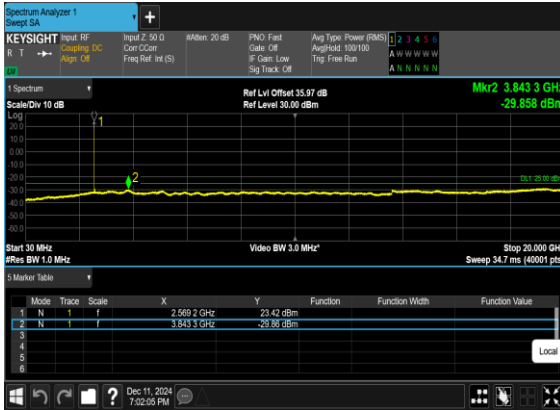 Spectrum Analyzer 1
Swept SA
+
KEYSIGHT Input: RF Input Z: 50 Ω #Atten: 20 dB PNO: Fast Avg Type: Power (RMS) 1 2 3 4 5 6
R T Coupling: DC Corr CCorr Gate: Off Avg|Hold: 100/100 A W W W W W
Align: Off Freq Ref: Int (S) IF Gain: Low Trig: Free Run
Sig Track: Off A N N N N N
1 Spectrum Ref Lvl Offset 35.97 dB Mkr2 3.843 3 GHz
Scale/Div 10 dB Ref Level 30.00 dBm -29.858 dBm
Log
20.0
10.0
0.00
-10.0
-20.0
-30.0
-40.0
-50.0
-60.0
1
2
DL1 -25.00 dBm
Start 30 MHz Video BW 3.0 MHz* Stop 20.000 GH
#Res BW 1.0 MHz Sweep 34.7 ms (40001 pts
5 Marker Table
Mode Trace Scale X Y Function Function Width Function Value
1 N 1 f 2.569 2 GHz 23.42 dBm
2 N 1 f 3.843 3 GHz -29.86 dBm
3
4
5
6
Local
? Dec 11, 2024
7:02:05 PM